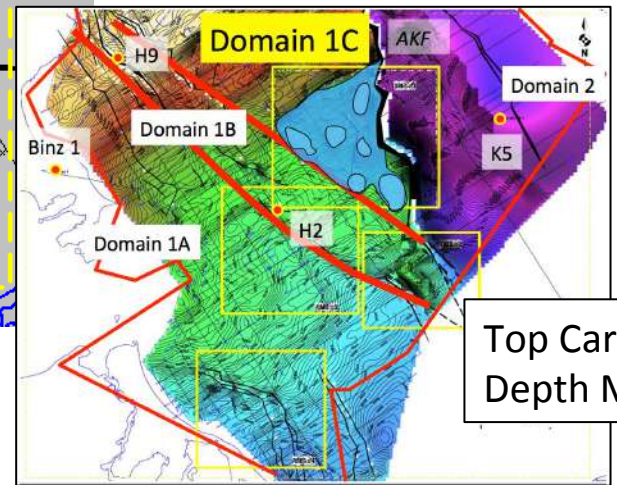 Domain 1C
AKF
H9
Domain 2
Domain 1B
K5
Binz 1
H2
Domain 1A
N
Top Car
Depth M